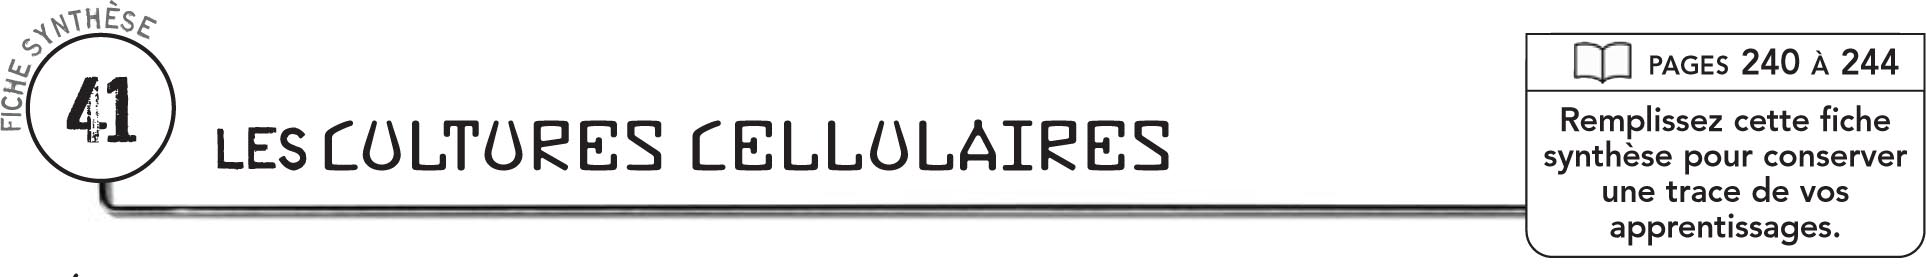 FICHE SYNTHÈSE
41
LES CULTURES CELLULAIRES
PAGES 240 À 244
Remplissez cette fiche
synthèse pour conserver
une trace de vos
apprentissages.